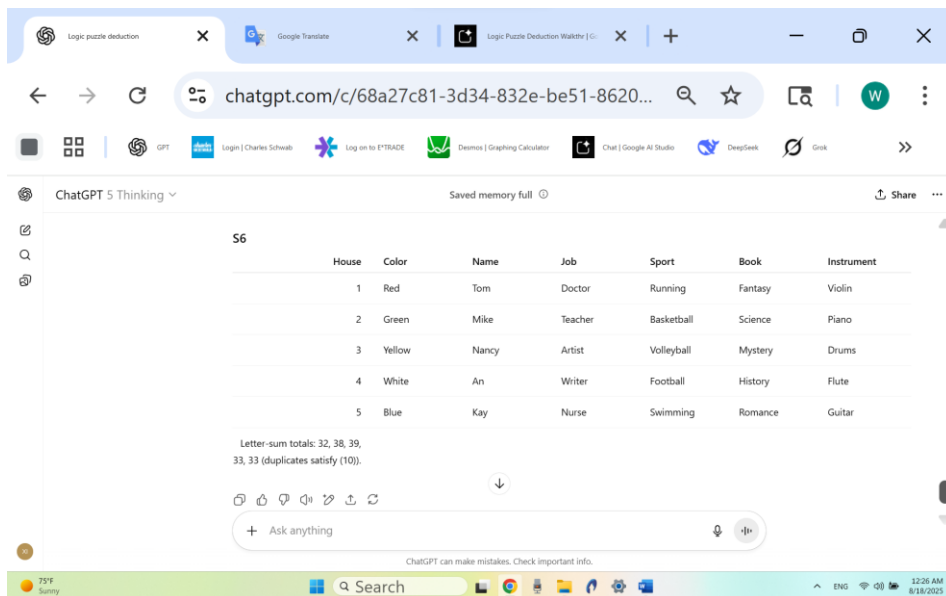 Logic puzzle deduction
Google Translate
Logic Puzzle Deduction Walkthr | Go
chatgpt.com/c/68a27c81-3d34-832e-be51-8620...
W
GPT
Login | Charles Schwab
Log on to E*TRADE
Desmos | Graphing Calculator
Chat | Google AI Studio
DeepSeek
Grok
ChatGPT 5 Thinking
Saved memory full
Share
S6
House Color Name Job Sport Book Instrument
1 Red Tom Doctor Running Fantasy Violin
2 Green Mike Teacher Basketball Science Piano
3 Yellow Nancy Artist Volleyball Mystery Drums
4 White An Writer Football History Flute
5 Blue Kay Nurse Swimming Romance Guitar
Letter-sum totals: 32, 38, 39,
33, 33 (duplicates satisfy (10)).
Ask anything
ChatGPT can make mistakes. Check important info.
75°F
Sunny
Search
ENG
12:26 AM
8/18/2025